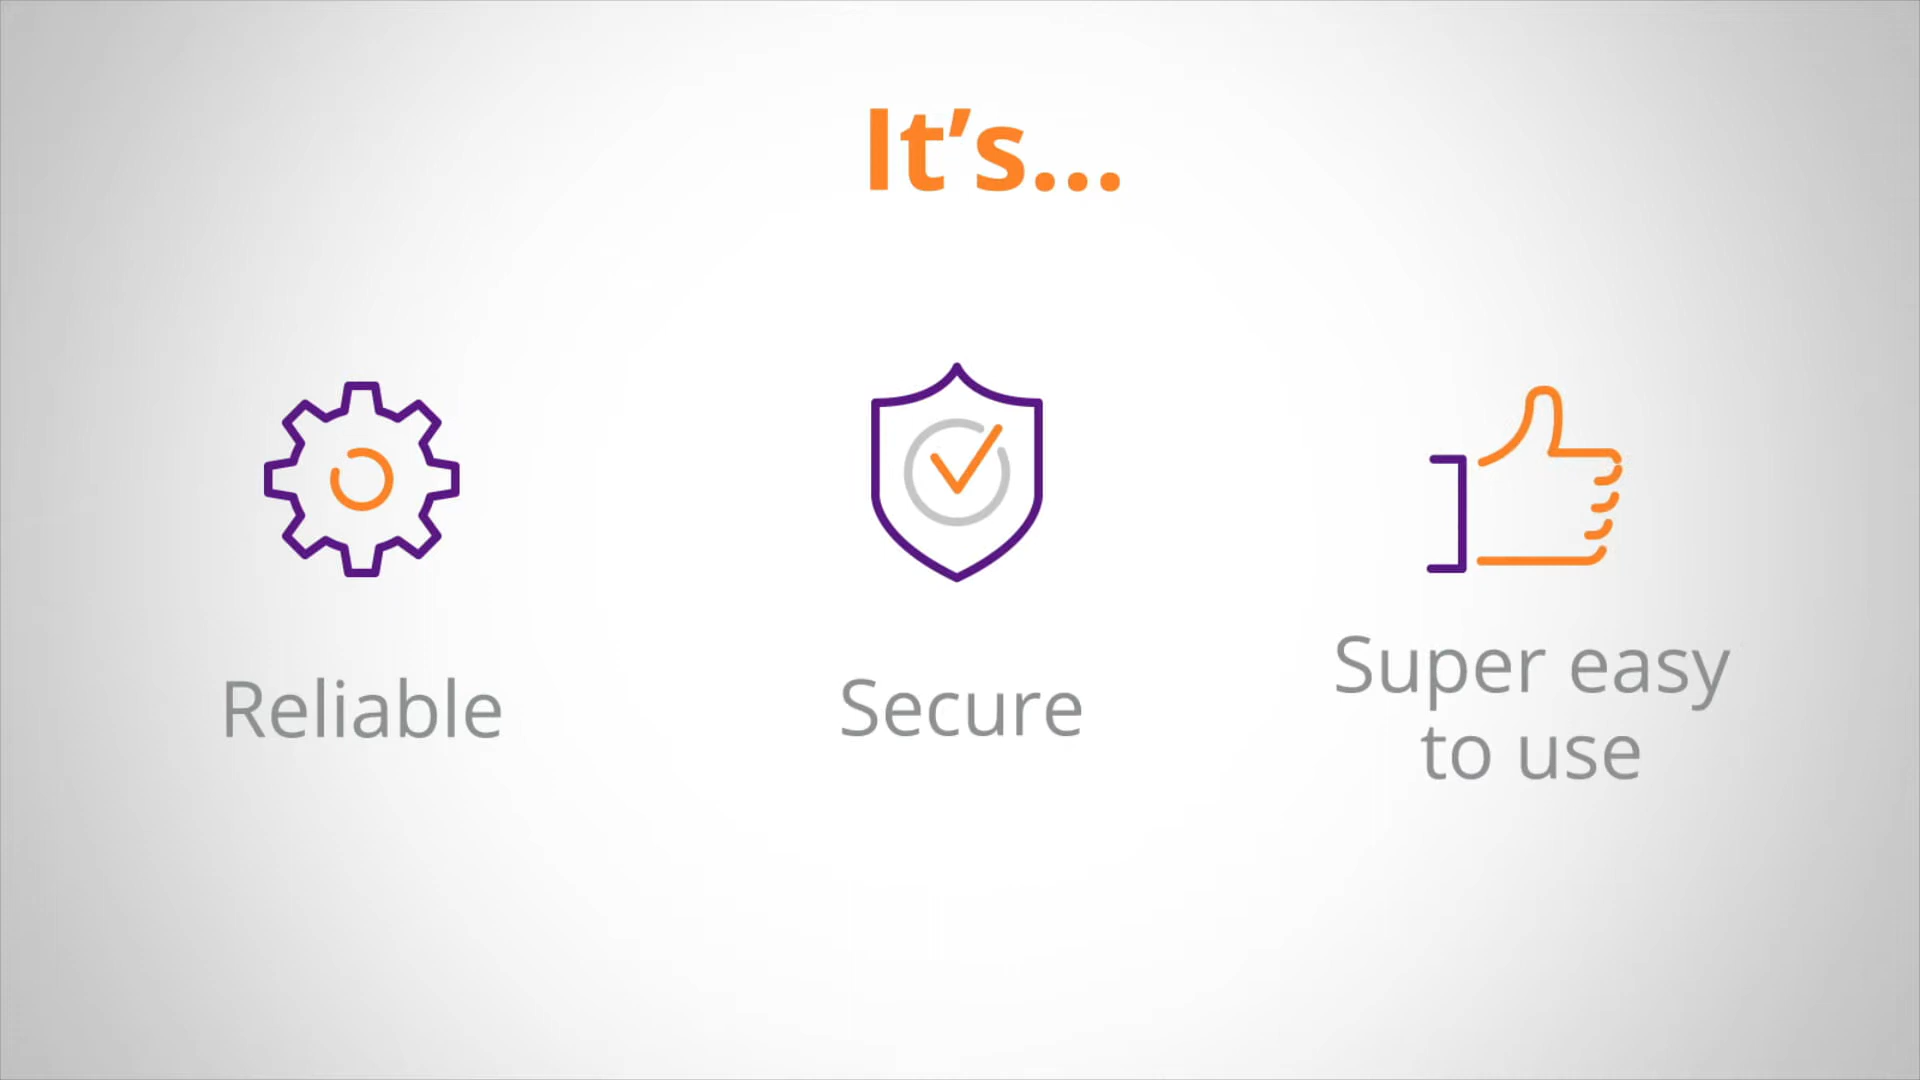 It’s...
Reliable
Secure
Super easy
to use